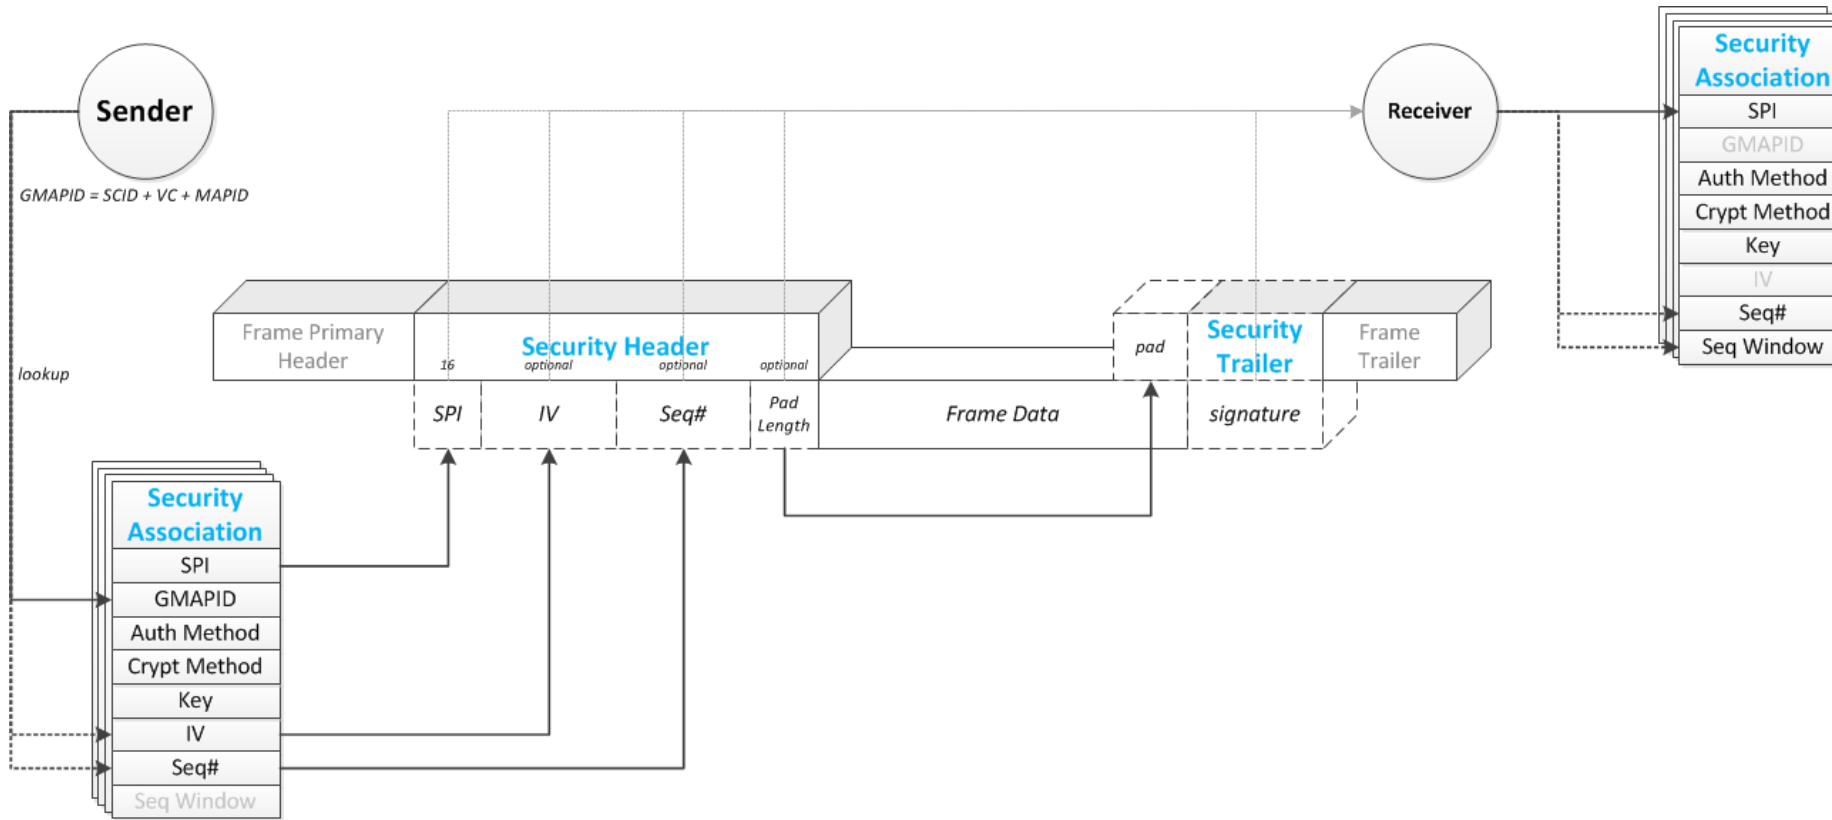 Sender
GMAPID = SCID + VC + MAPID
lookup
Receiver
Security
Association
SPI
GMAPID
Auth Method
Crypt Method
Key
IV
Seq#
Seq Window
Frame Primary
Header
Security Header
16
optional
optional
optional
pad
Security
Trailer
Frame
Trailer
SPI
IV
Seq#
Pad
Length
Frame Data
signature
Security
Association
SPI
GMAPID
Auth Method
Crypt Method
Key
IV
Seq#
Seq Window